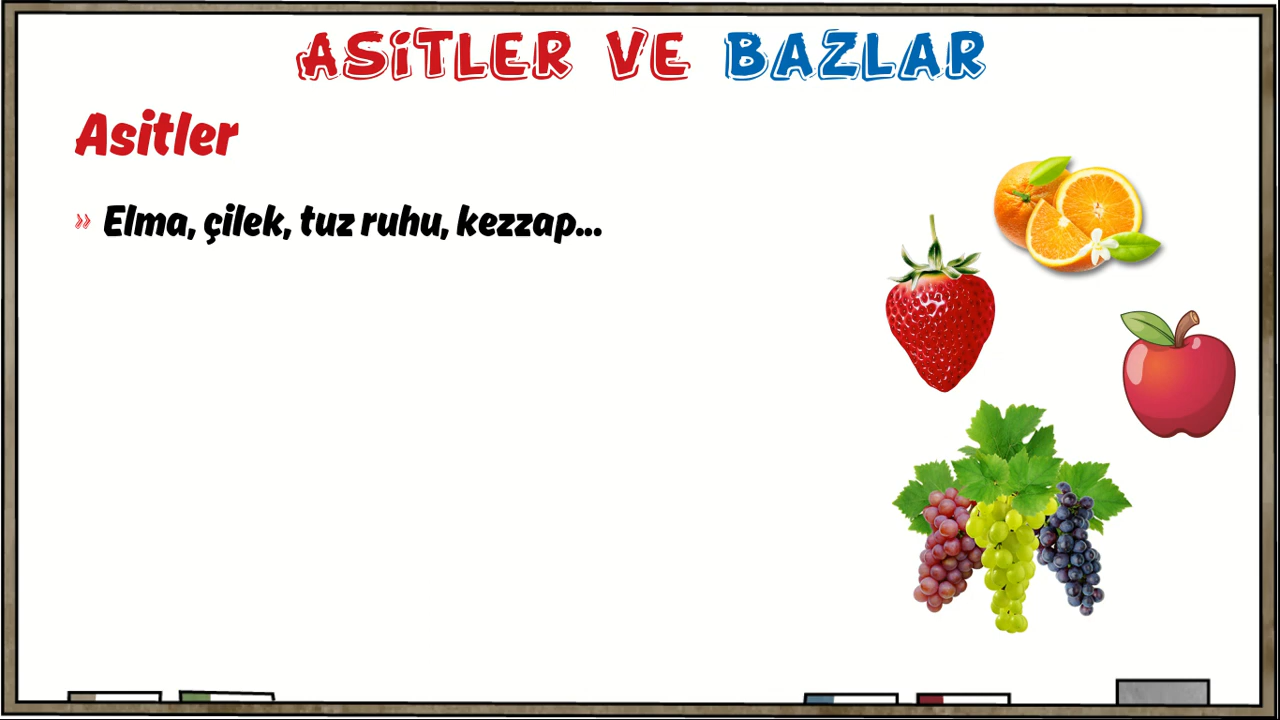 ASİTLER VE BAZLAR
Asitler
» Elma, çilek, tuz ruhu, kezzap...